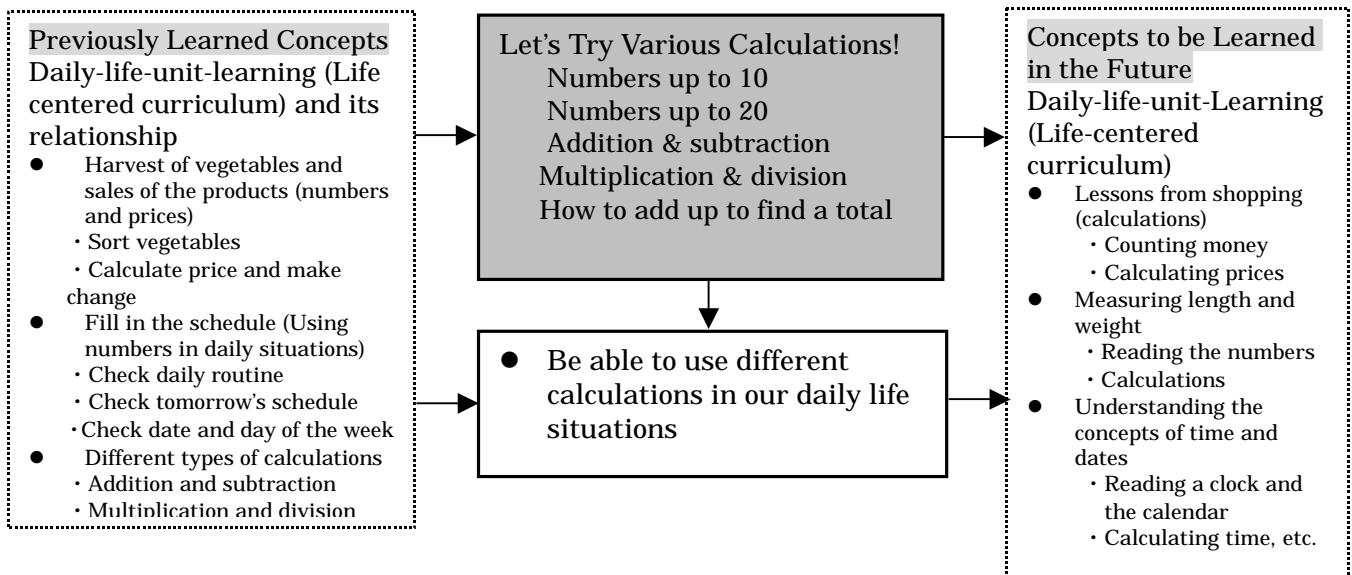 Previously Learned Concepts
Daily-life-unit-learning (Life
centered curriculum) and its
relationship
● Harvest of vegetables and
sales of the products (numbers
and prices)
・Sort vegetables
・Calculate price and make
change
● Fill in the schedule (Using
numbers in daily situations)
・Check daily routine
・Check tomorrow's schedule
・Check date and day of the week
● Different types of calculations
・Addition and subtraction
・Multiplication and division
Let's Try Various Calculations!
Numbers up to 10
Numbers up to 20
Addition & subtraction
Multiplication & division
How to add up to find a total
● Be able to use different
calculations in our daily life
situations
Concepts to be Learned
in the Future
Daily-life-unit-Learning
(Life-centered
curriculum)
● Lessons from shopping
(calculations)
・Counting money
・Calculating prices
● Measuring length and
weight
・Reading the numbers
・Calculations
● Understanding the
concepts of time and
dates
・Reading a clock and
the calendar
・Calculating time, etc.